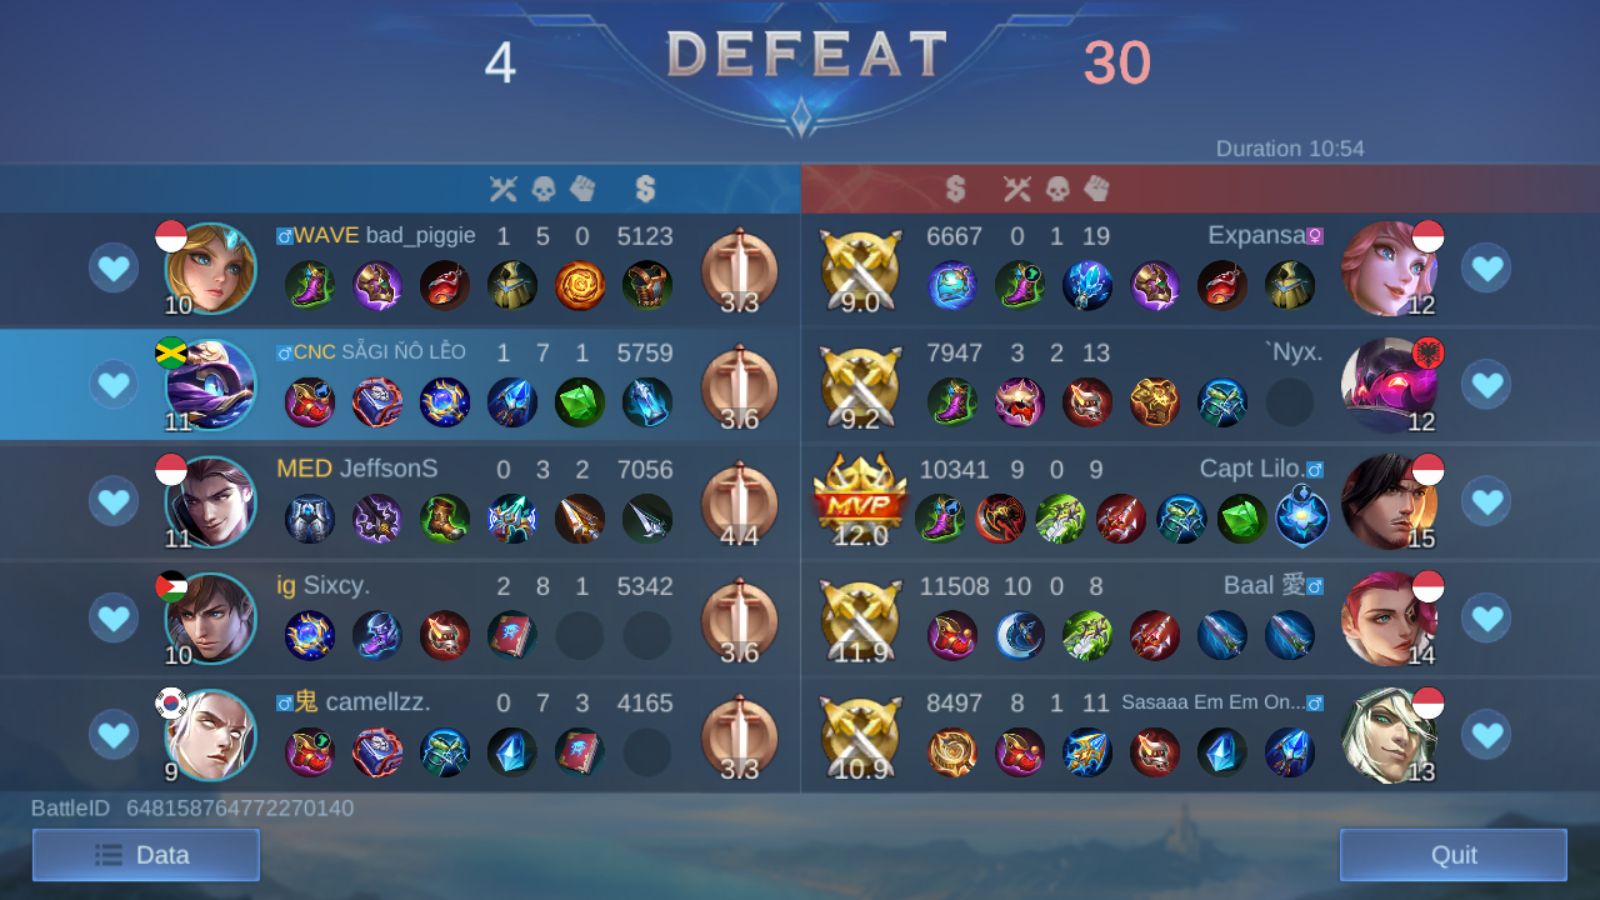 4 DEFEAT 30
Duration 10:54
WAVE bad_piggie 1 5 0 5123
10
3.3
9.0
6667 0 1 19 Expansa
12
CNC SẴGI ŇÔ LẺO 1 7 1 5759
11
3.6
9.2
7947 3 2 13 `Nyx.
12
MED JeffsonS 0 3 2 7056
11
4.4
MVP
12.0
10341 9 0 9 Capt Lilo.
15
ig Sixcy. 2 8 1 5342
10
3.6
11.9
11508 10 0 8 Baal 愛
14
鬼 camellzz. 0 7 3 4165
9
3.3
10.9
8497 8 1 11 Sasaaa Em Em On...
13
BattleID 648158764772270140
Data
Quit